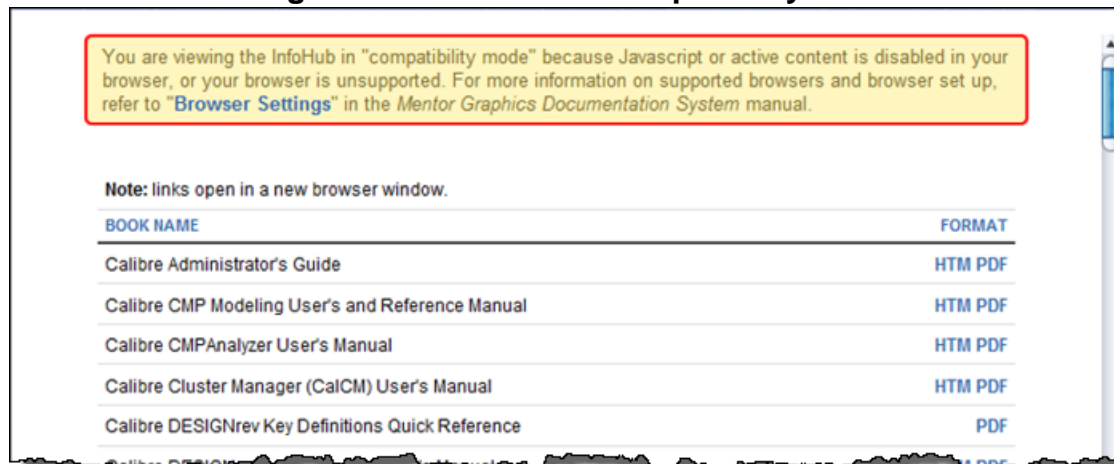 You are viewing the InfoHub in "compatibility mode" because Javascript or active content is disabled in your
browser, or your browser is unsupported. For more information on supported browsers and browser set up,
refer to "Browser Settings" in the Mentor Graphics Documentation System manual.
Note: links open in a new browser window.
BOOK NAME FORMAT
Calibre Administrator's Guide HTM PDF
Calibre CMP Modeling User's and Reference Manual HTM PDF
Calibre CMPAnalyzer User's Manual HTM PDF
Calibre Cluster Manager (CalCM) User's Manual HTM PDF
Calibre DESIGNrev Key Definitions Quick Reference PDF